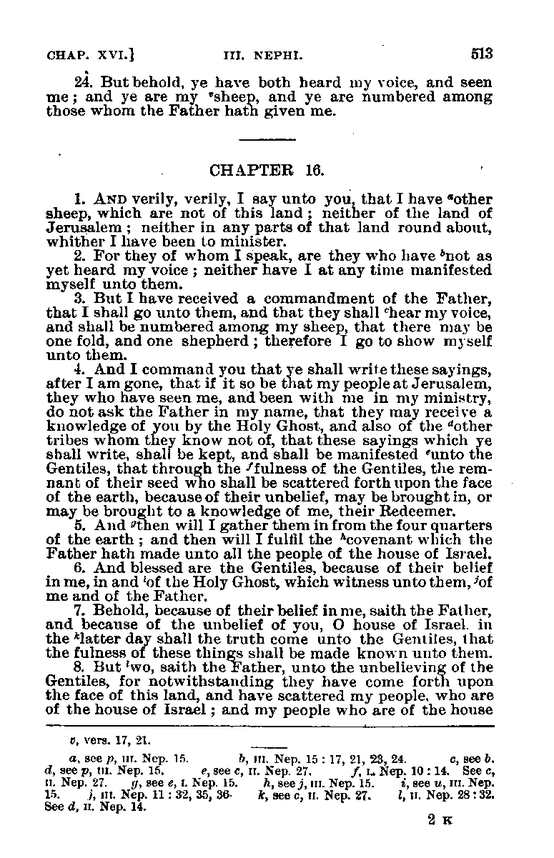 CHAP. XVI.] III. NEPHI. 513
24. But behold, ye have both heard my voice, and seen
me; and ye are my ᵛsheep, and ye are numbered among
those whom the Father hath given me.
CHAPTER 16.
1. AND verily, verily, I say unto you, that I have ᵃother
sheep, which are not of this land; neither of the land of
Jerusalem; neither in any parts of that land round about,
whither I have been to minister.
2. For they of whom I speak, are they who have ᵇnot as
yet heard my voice; neither have I at any time manifested
myself unto them.
3. But I have received a commandment of the Father,
that I shall go unto them, and that they shall ᶜhear my voice,
and shall be numbered among my sheep, that there may be
one fold, and one shepherd; therefore I go to show myself
unto them.
4. And I command you that ye shall write these sayings,
after I am gone, that if it so be that my people at Jerusalem,
they who have seen me, and been with me in my ministry,
do not ask the Father in my name, that they may receive a
knowledge of you by the Holy Ghost, and also of the ᵈother
tribes whom they know not of, that these sayings which ye
shall write, shall be kept, and shall be manifested ᵉunto the
Gentiles, that through the ᶠfulness of the Gentiles, the rem-
nant of their seed who shall be scattered forth upon the face
of the earth, because of their unbelief, may be brought in, or
may be brought to a knowledge of me, their Redeemer.
5. And ᵍthen will I gather them in from the four quarters
of the earth; and then will I fulfil the ʰcovenant which the
Father hath made unto all the people of the house of Israel.
6. And blessed are the Gentiles, because of their belief
in me, in and ⁱof the Holy Ghost, which witness unto them, ʲof
me and of the Father.
7. Behold, because of their belief in me, saith the Father,
and because of the unbelief of you, O house of Israel, in
the ᵏlatter day shall the truth come unto the Gentiles, that
the fulness of these things shall be made known unto them.
8. But ˡwo, saith the Father, unto the unbelieving of the
Gentiles, for notwithstanding they have come forth upon
the face of this land, and have scattered my people, who are
of the house of Israel; and my people who are of the house
v, vers. 17, 21.
a, see p, III. Nep. 15. b, III. Nep. 15:17, 21, 23, 24. c, see b.
d, see p, III. Nep. 15. e, see c, II. Nep. 27. f, I. Nep. 10:14. See c,
II. Nep. 27. g, see e, I. Nep. 15. h, see j, III. Nep. 15. i, see u, III. Nep.
15. j, III. Nep. 11:32, 35, 36. k, see c, II. Nep. 27. l, II. Nep. 28:32.
See d, II. Nep. 14.
2 K